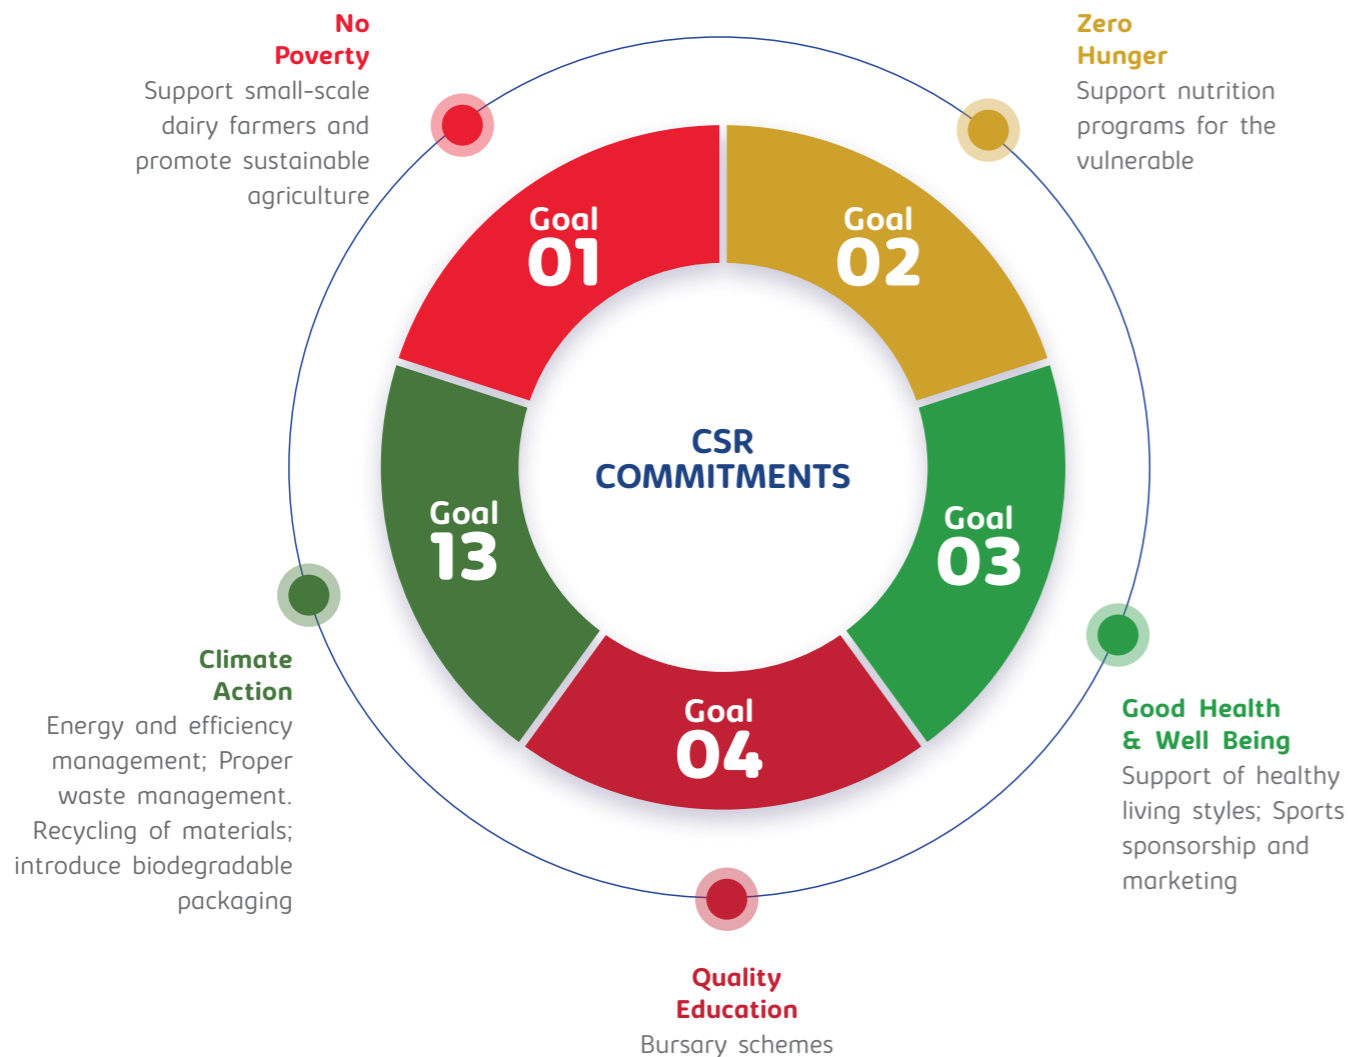 No
Poverty
Support small-scale
dairy farmers and
promote sustainable
agriculture
Zero
Hunger
Support nutrition
programs for the
vulnerable
Goal
01
Goal
02
CSR
COMMITMENTS
Goal
13
Goal
03
Goal
04
Climate
Action
Energy and efficiency
management; Proper
waste management.
Recycling of materials;
introduce biodegradable
packaging
Good Health
& Well Being
Support of healthy
living styles; Sports
sponsorship and
marketing
Quality
Education
Bursary schemes